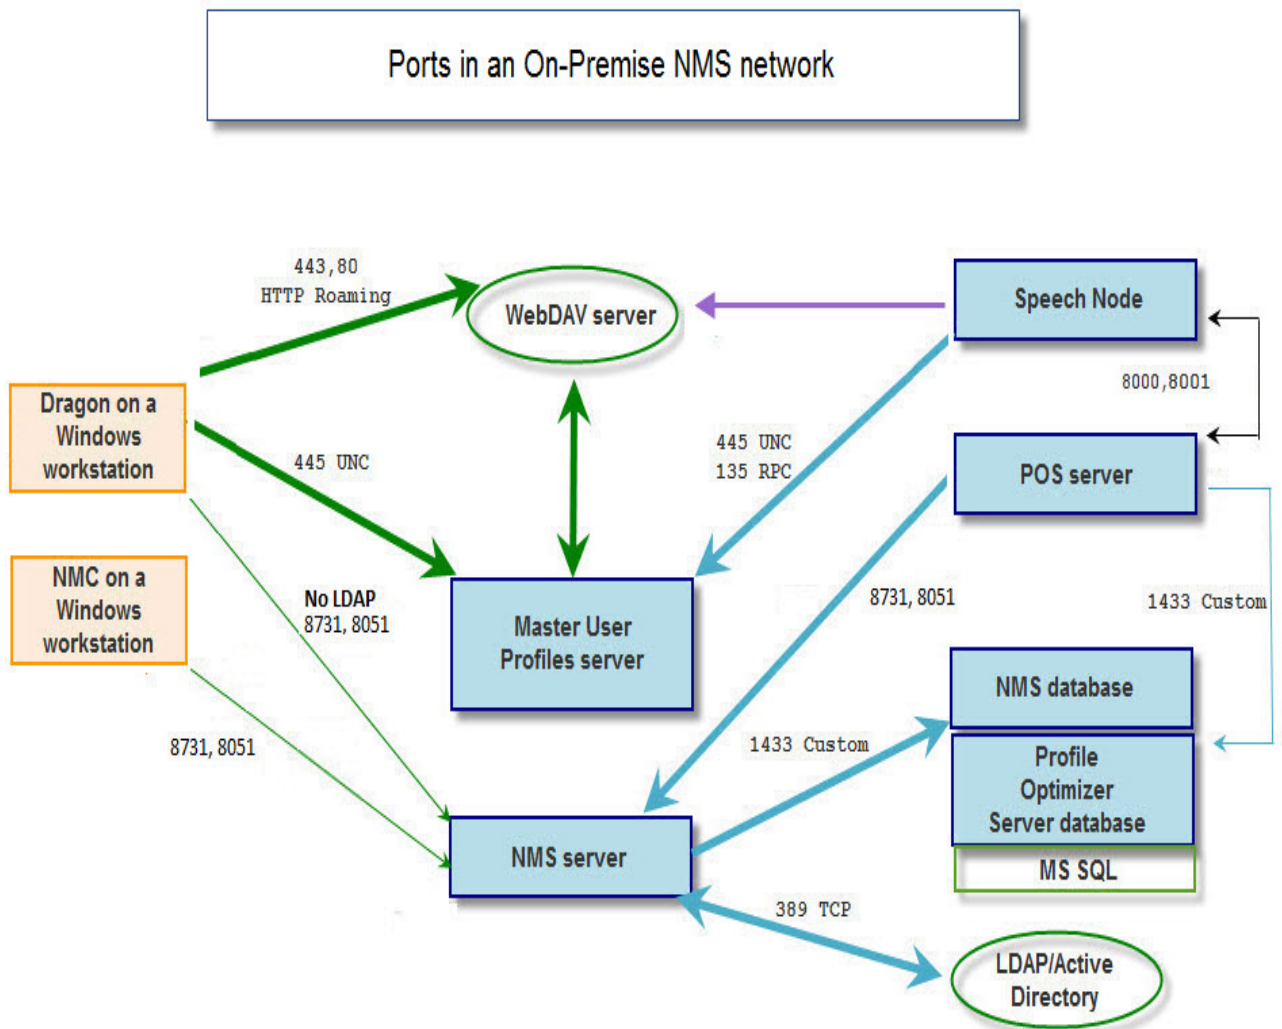 Ports in an On-Premise NMS network
443,80
HTTP Roaming
WebDAV server
Speech Node
8000,8001
Dragon on a
Windows
workstation
445 UNC
445 UNC
135 RPC
POS server
NMC on a
Windows
workstation
No LDAP
8731, 8051
Master User
Profiles server
8731, 8051
1433 Custom
8731, 8051
1433 Custom
NMS database
Profile
Optimizer
Server database
MS SQL
NMS server
389 TCP
LDAP/Active
Directory